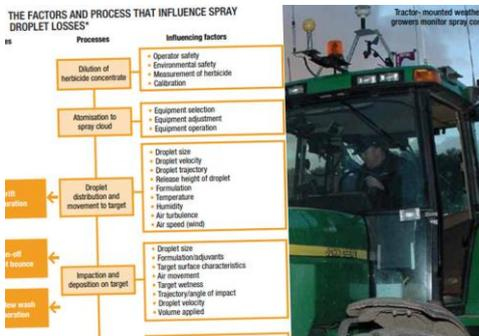 THE FACTORS AND PROCESS THAT INFLUENCE SPRAY
DROPLET LOSSES*
Processes
Influencing factors
Dilution of
herbicide concentrate
• Operator safety
• Environmental safety
• Measurement of herbicide
• Calibration
Atomisation to
spray cloud
• Equipment selection
• Equipment adjustment
• Equipment operation
Droplet
distribution and
movement to target
• Droplet size
• Droplet velocity
• Droplet trajectory
• Release height of droplet
• Formulation
• Temperature
• Humidity
• Air turbulence
• Air speed (wind)
Impaction and
deposition on target
• Droplet size
• Formulation/adjuvants
• Target surface characteristics
• Air movement
• Target wetness
• Trajectory/angle of impact
• Droplet velocity
• Volume applied
bounce
wash
Tractor-mounted
growers monitor spray